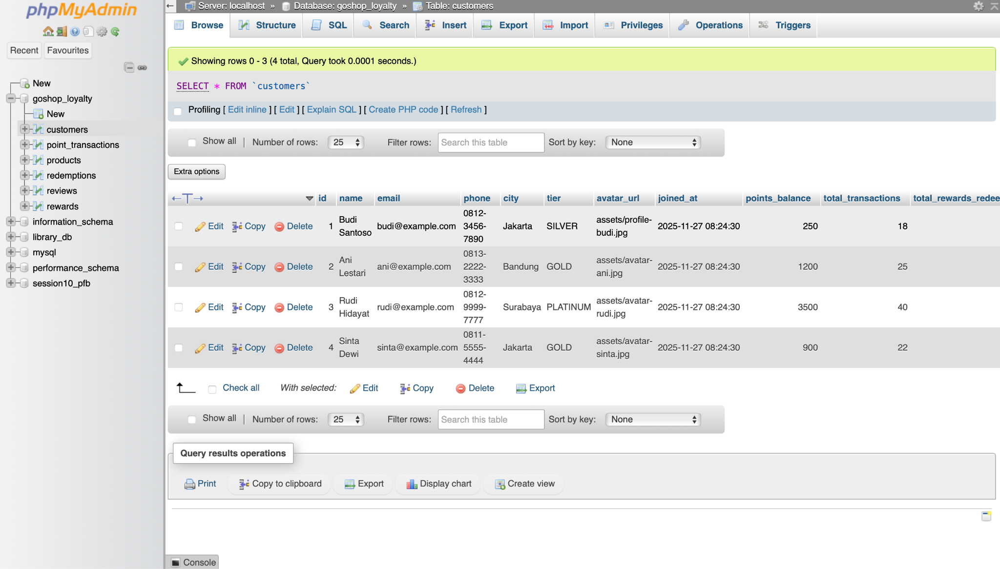 phpMyAdmin
Recent Favourites
New
goshop_loyalty
New
customers
point_transactions
products
redemptions
reviews
rewards
information_schema
library_db
mysql
performance_schema
session10_pfb
Server: localhost » Database: goshop_loyalty » Table: customers
Browse Structure SQL Search Insert Export Import Privileges Operations Triggers
Showing rows 0 - 3 (4 total, Query took 0.0001 seconds.)
SELECT * FROM `customers`
Profiling [ Edit inline ] [ Edit ] [ Explain SQL ] [ Create PHP code ] [ Refresh ]
Show all | Number of rows: 25 Filter rows: Search this table Sort by key: None
Extra options
←T→ id name email phone city tier avatar_url joined_at points_balance total_transactions total_rewards_redee
Edit Copy Delete 1 Budi Santoso budi@example.com 0812-3456-7890 Jakarta SILVER assets/profile-budi.jpg 2025-11-27 08:24:30 250 18
Edit Copy Delete 2 Ani Lestari ani@example.com 0813-2222-3333 Bandung GOLD assets/avatar-ani.jpg 2025-11-27 08:24:30 1200 25
Edit Copy Delete 3 Rudi Hidayat rudi@example.com 0812-9999-7777 Surabaya PLATINUM assets/avatar-rudi.jpg 2025-11-27 08:24:30 3500 40
Edit Copy Delete 4 Sinta Dewi sinta@example.com 0811-5555-4444 Jakarta GOLD assets/avatar-sinta.jpg 2025-11-27 08:24:30 900 22
Check all With selected: Edit Copy Delete Export
Show all | Number of rows: 25 Filter rows: Search this table Sort by key: None
Query results operations
Print Copy to clipboard Export Display chart Create view
Console